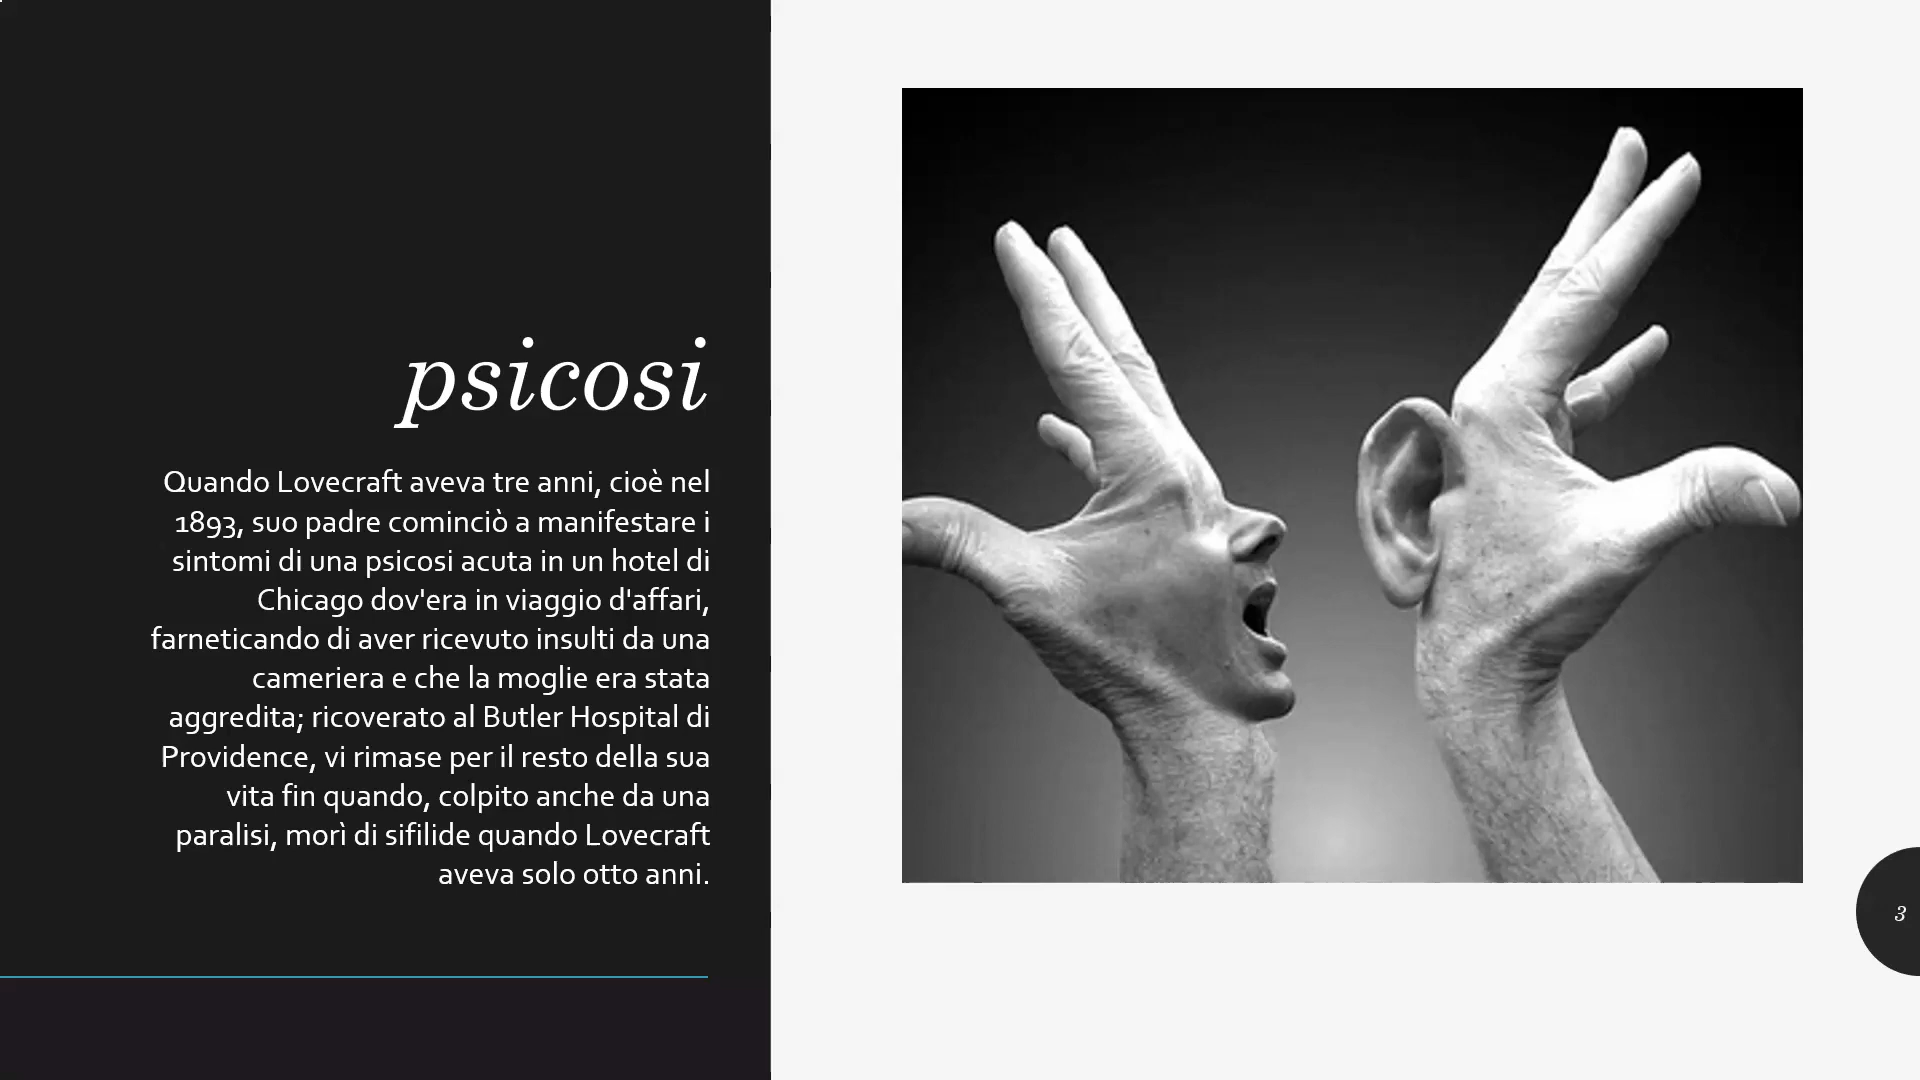 psicosi
Quando Lovecraft aveva tre anni, cioè nel
1893, suo padre cominciò a manifestare i
sintomi di una psicosi acuta in un hotel di
Chicago dov'era in viaggio d'affari,
farneticando di aver ricevuto insulti da una
cameriera e che la moglie era stata
aggredita; ricoverato al Butler Hospital di
Providence, vi rimase per il resto della sua
vita fin quando, colpito anche da una
paralisi, morì di sifilide quando Lovecraft
aveva solo otto anni.
3